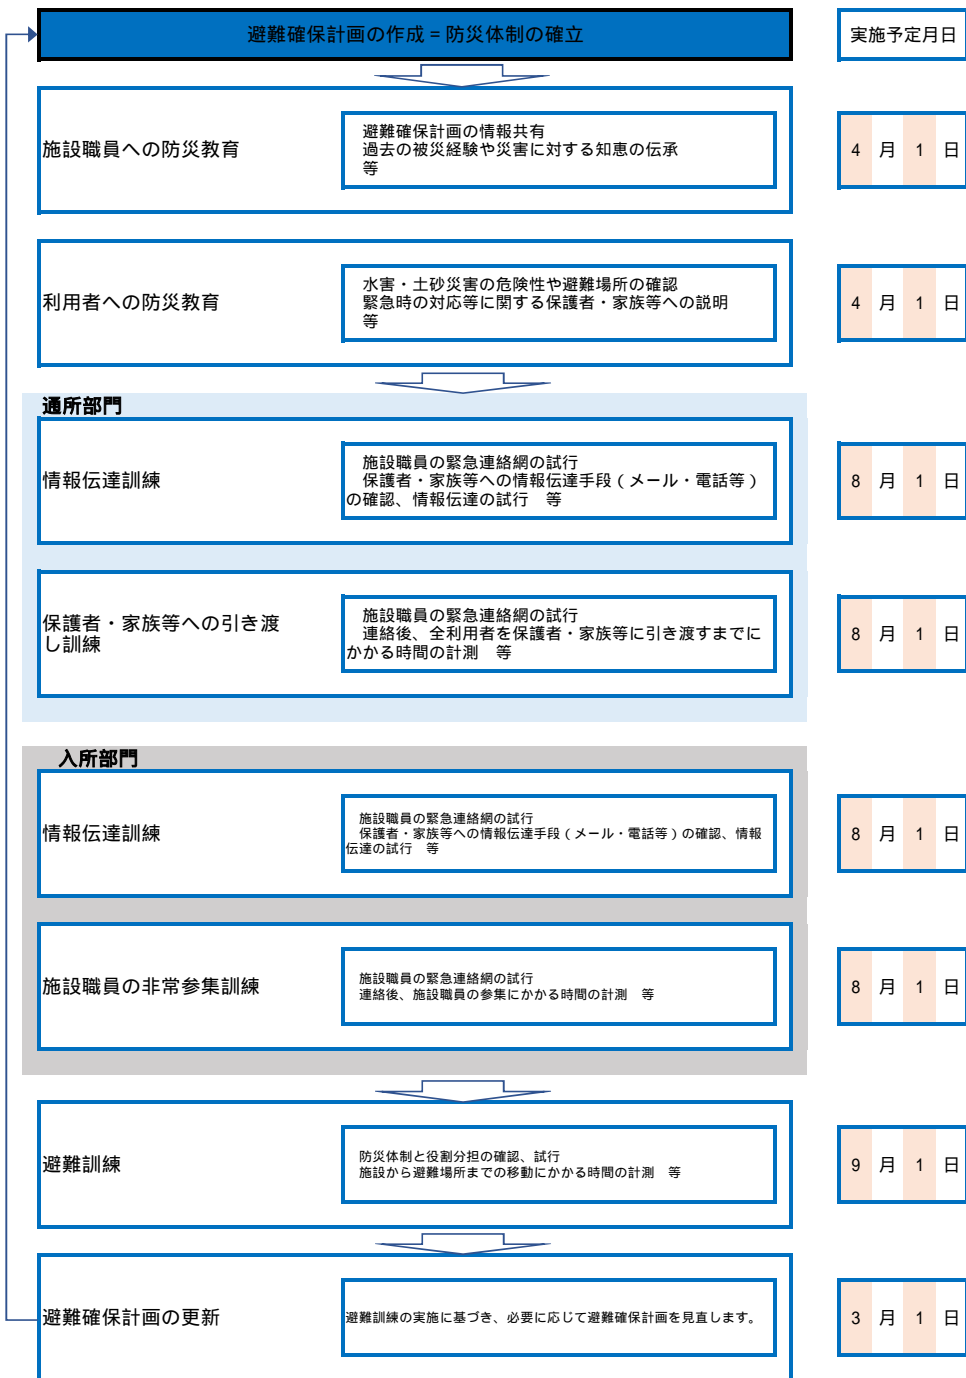 避難確保計画の作成=防災体制の確立
実施予定月日
施設職員への防災教育
避難確保計画の情報共有
過去の被災経験や災害に対する知恵の伝承
等
4 月 1 日
利用者への防災教育
水害・土砂災害の危険性や避難場所の確認
緊急時の対応等に関する保護者・家族等への説明
等
4 月 1 日
通所部門
情報伝達訓練
施設職員の緊急連絡網の試行
保護者・家族等への情報伝達手段(メール・電話等)
の確認、情報伝達の試行 等
8 月 1 日
保護者・家族等への引き渡
し訓練
施設職員の緊急連絡網の試行
連絡後、全利用者を保護者・家族等に引き渡すまでに
かかる時間の計測 等
8 月 1 日
入所部門
情報伝達訓練
施設職員の緊急連絡網の試行
保護者・家族等への情報伝達手段(メール・電話等)の確認、情報
伝達の試行 等
8 月 1 日
施設職員の非常参集訓練
施設職員の緊急連絡網の試行
連絡後、施設職員の参集にかかる時間の計測 等
8 月 1 日
避難訓練
防災体制と役割分担の確認、試行
施設から避難場所までの移動にかかる時間の計測 等
9 月 1 日
避難確保計画の更新
避難訓練の実施に基づき、必要に応じて避難確保計画を見直します。
3 月 1 日